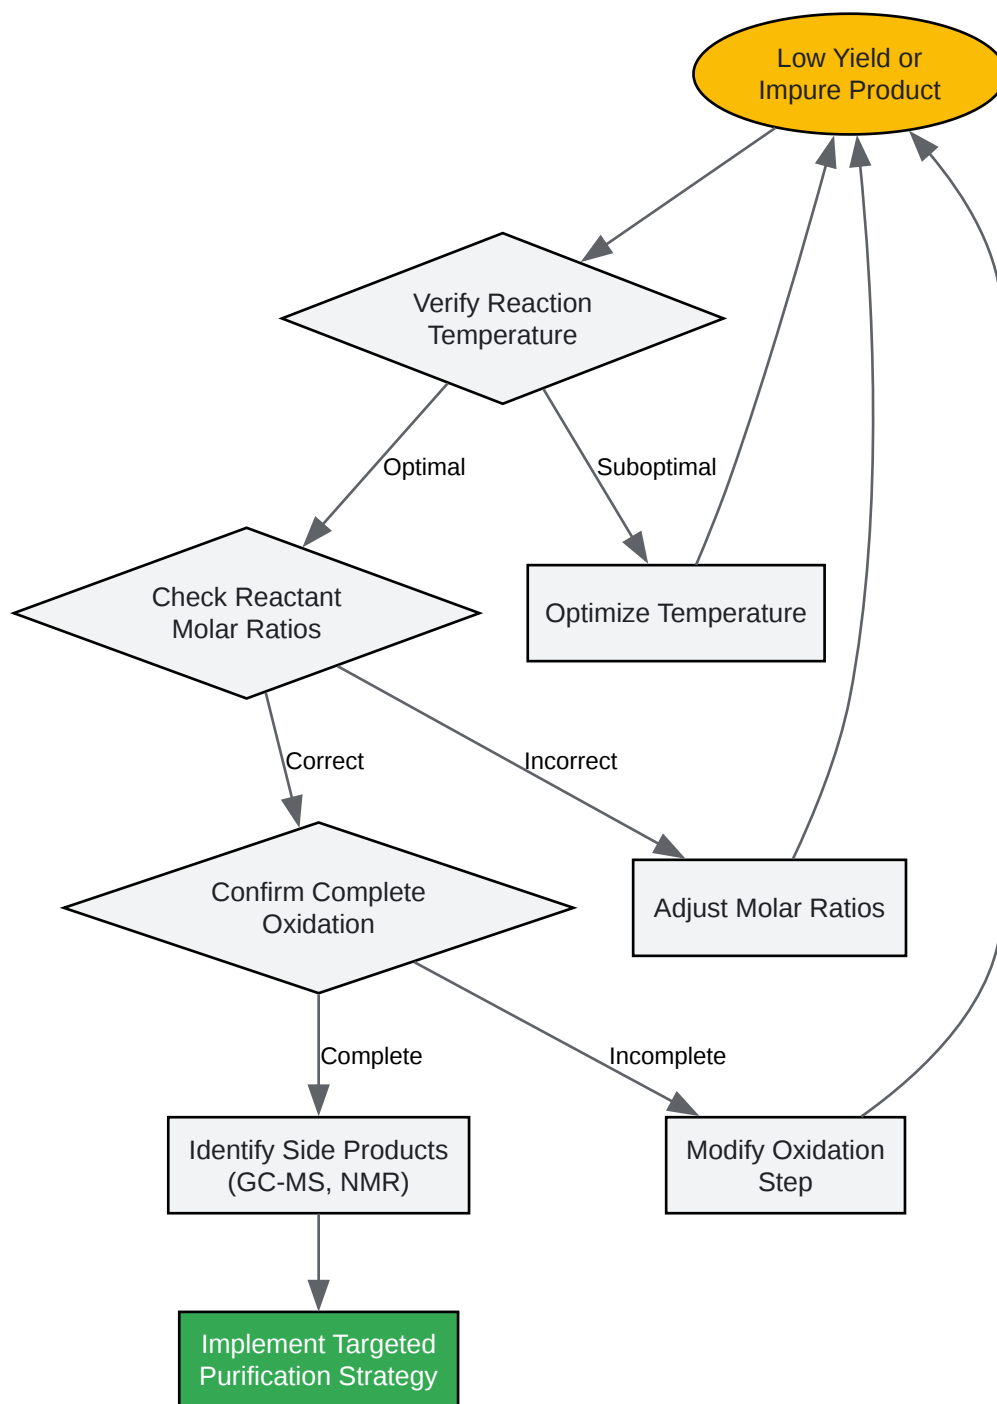 Low Yield or
Impure Product
Verify Reaction
Temperature
Optimal
Suboptimal
Check Reactant
Molar Ratios
Optimize Temperature
Correct
Incorrect
Confirm Complete
Oxidation
Adjust Molar Ratios
Complete
Incomplete
Identify Side Products
(GC-MS, NMR)
Modify Oxidation
Step
Implement Targeted
Purification Strategy